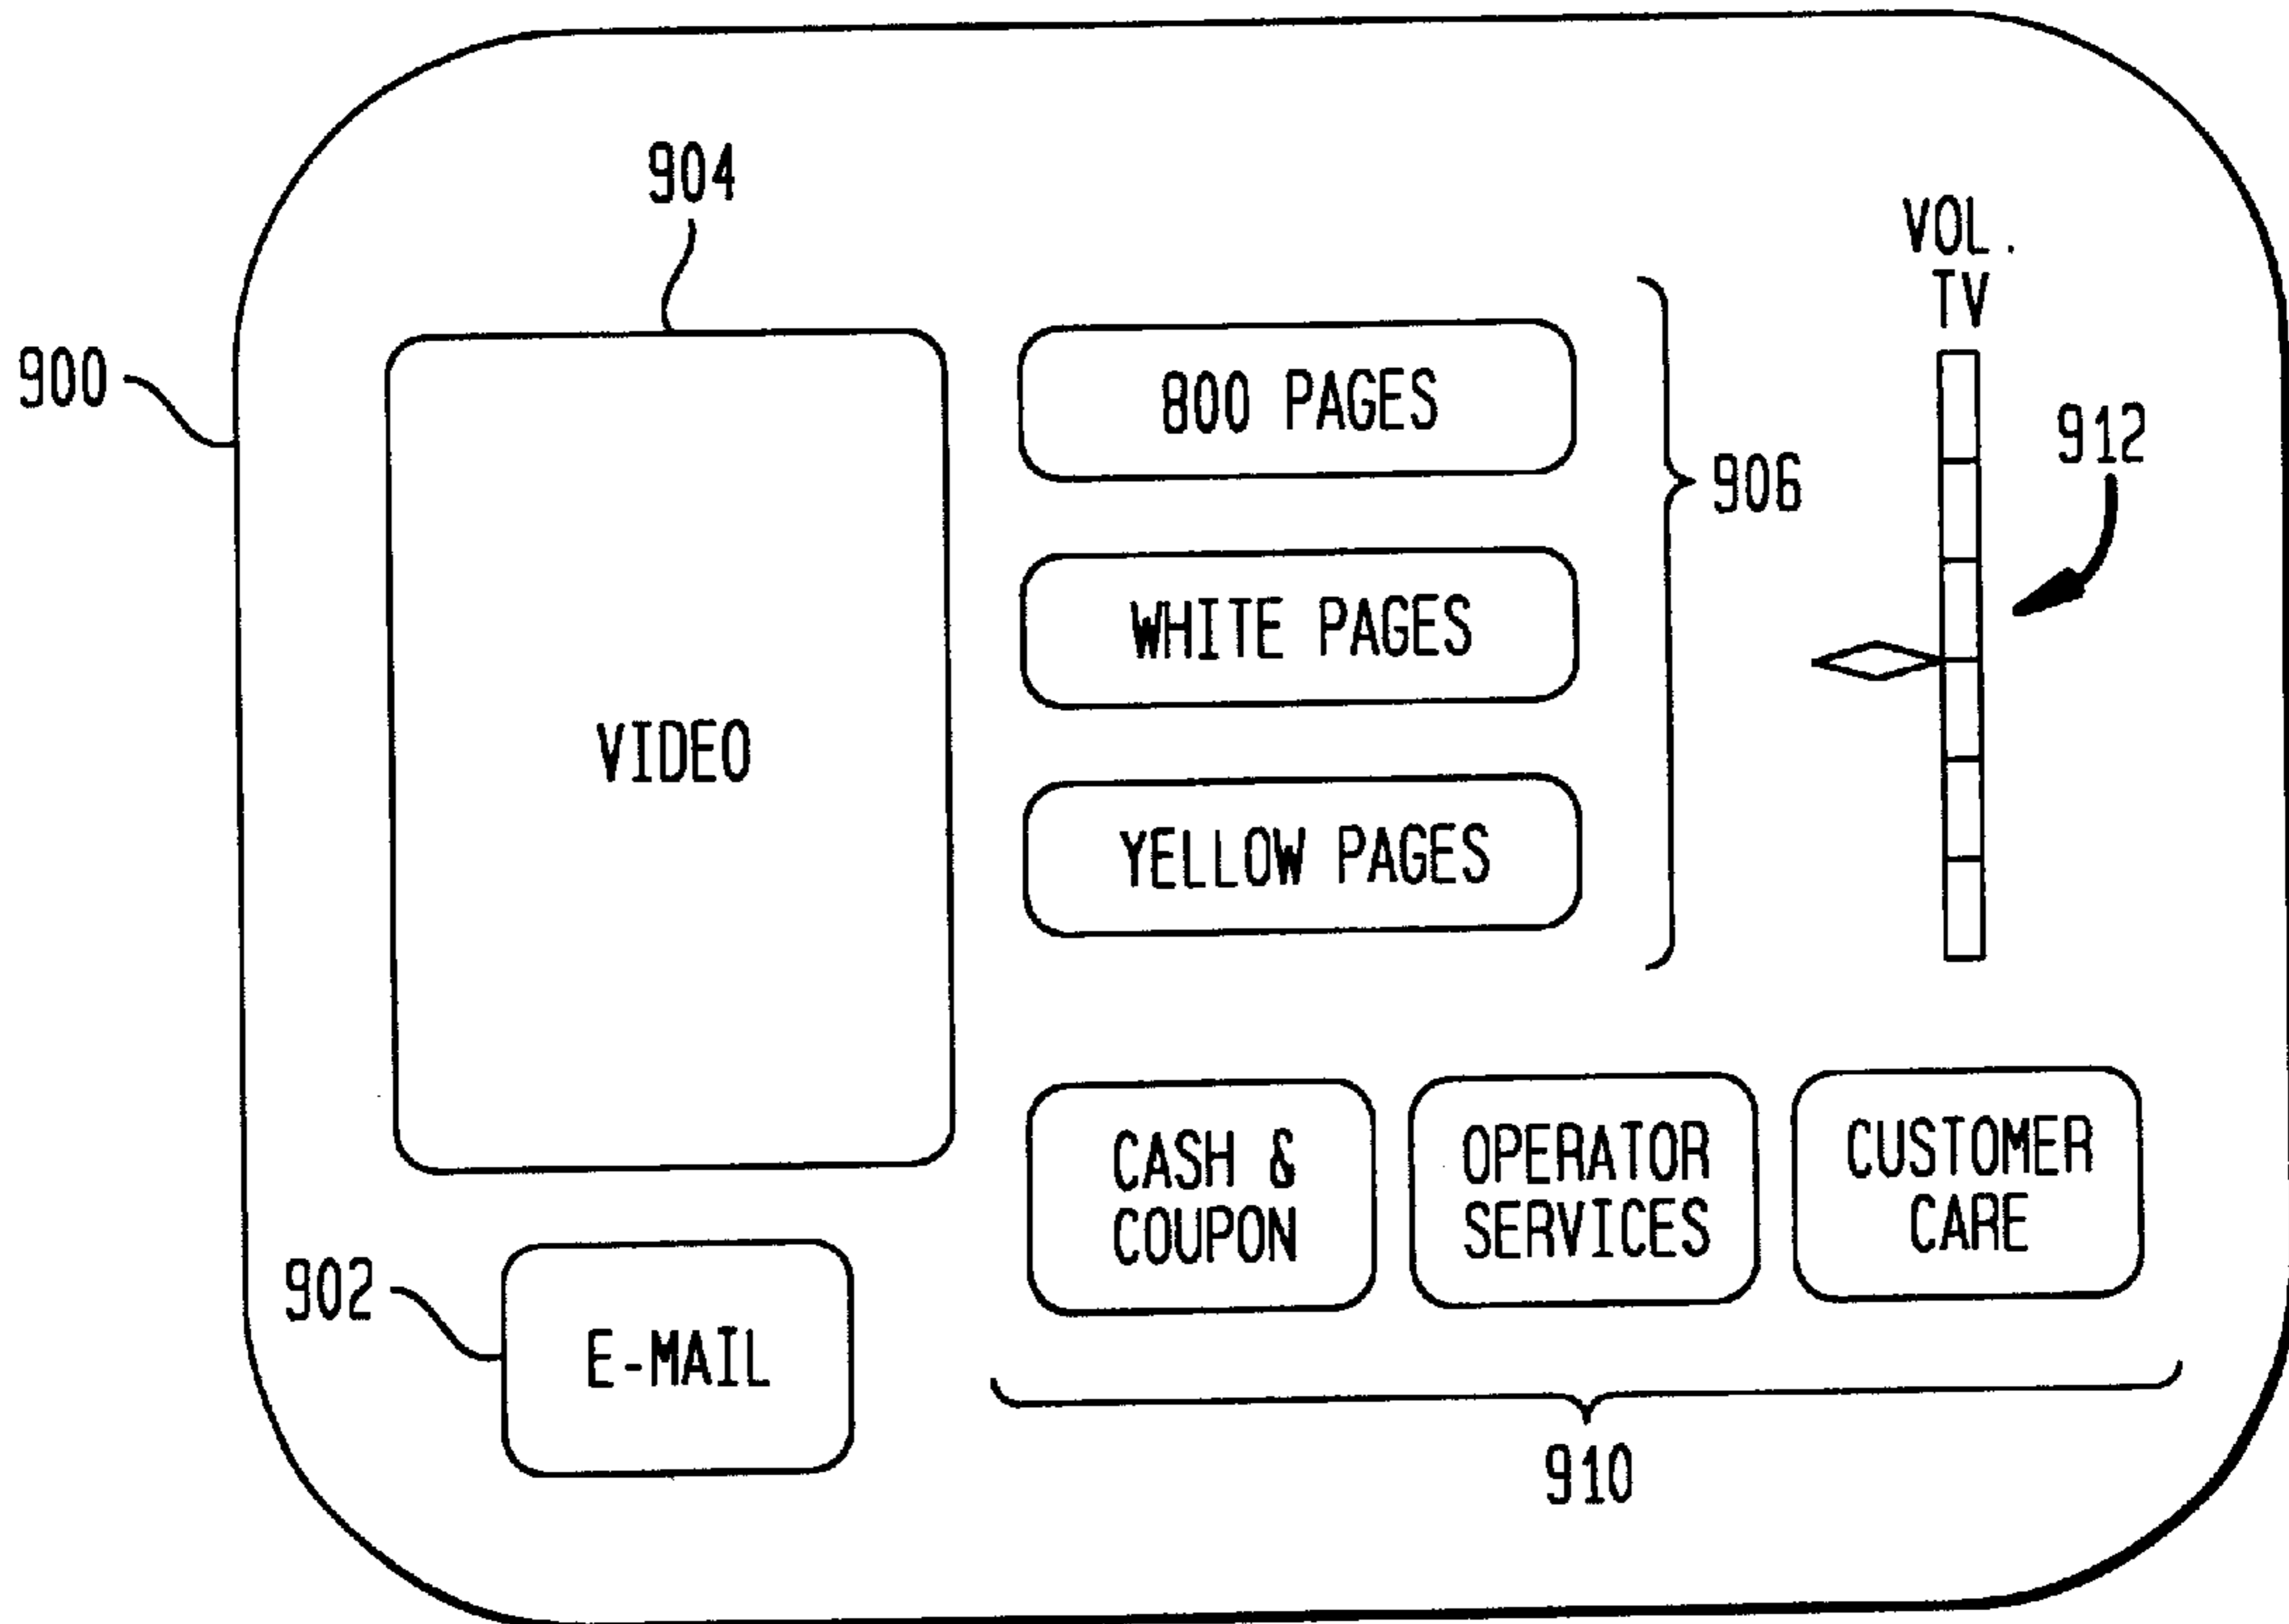 904
VOL.
TV
900
800 PAGES
912
906
WHITE PAGES
VIDEO
YELLOW PAGES
CASH &
COUPON
OPERATOR
SERVICES
CUSTOMER
CARE
902
E-MAIL
910